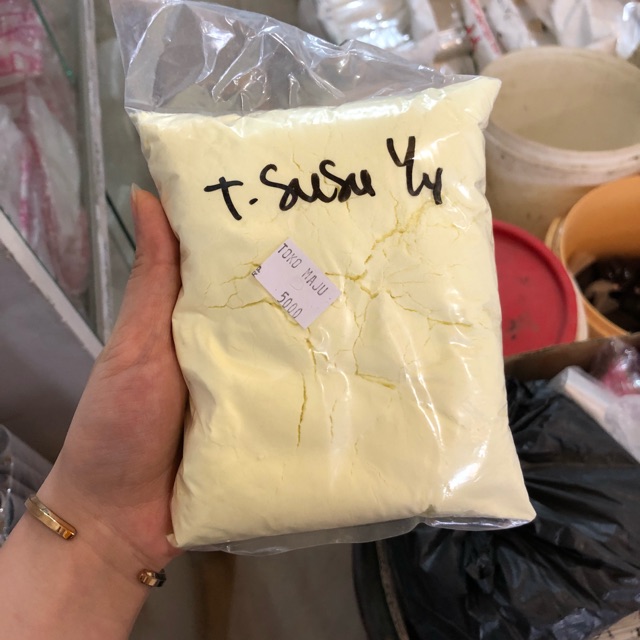 T. SuSu 1/4
TOKO MAJU
5000